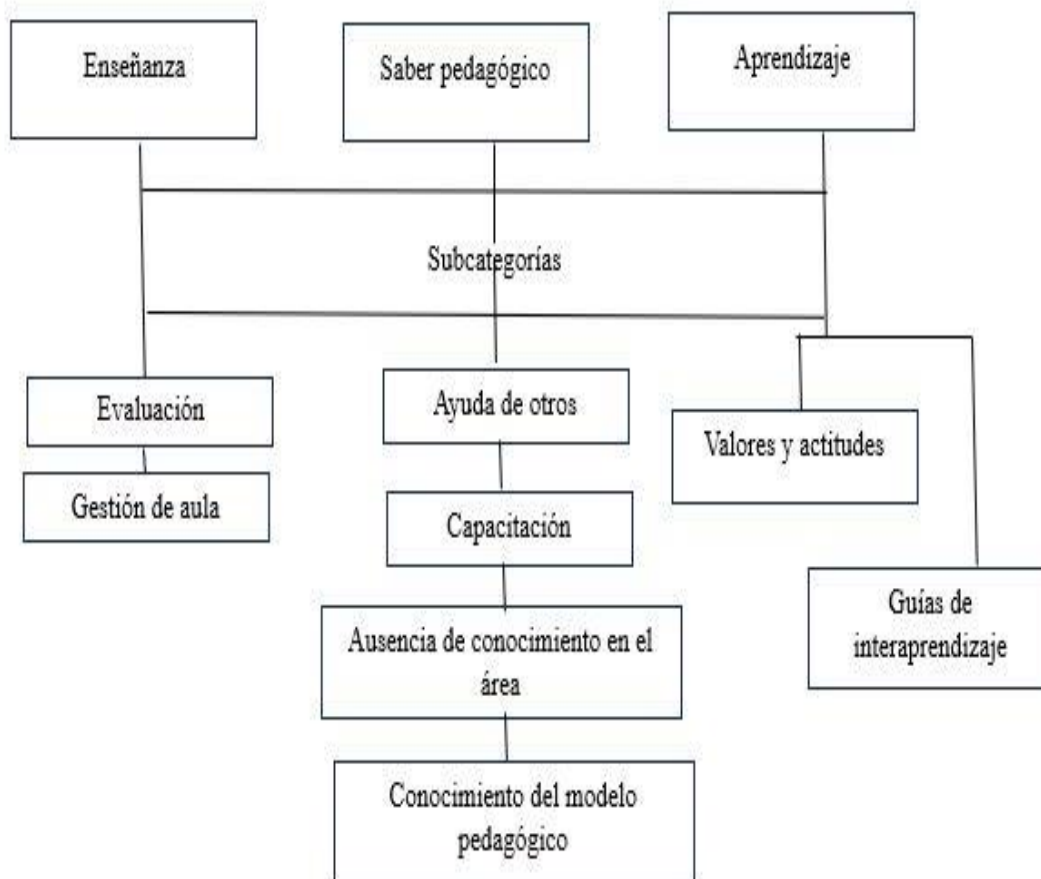 Enseñanza
Saber pedagógico
Aprendizaje
Subcategorías
Evaluación
Gestión de aula
Ayuda de otros
Capacitación
Ausencia de conocimiento en el
área
Conocimiento del modelo
pedagógico
Valores y actitudes
Guías de
interaprendizaje